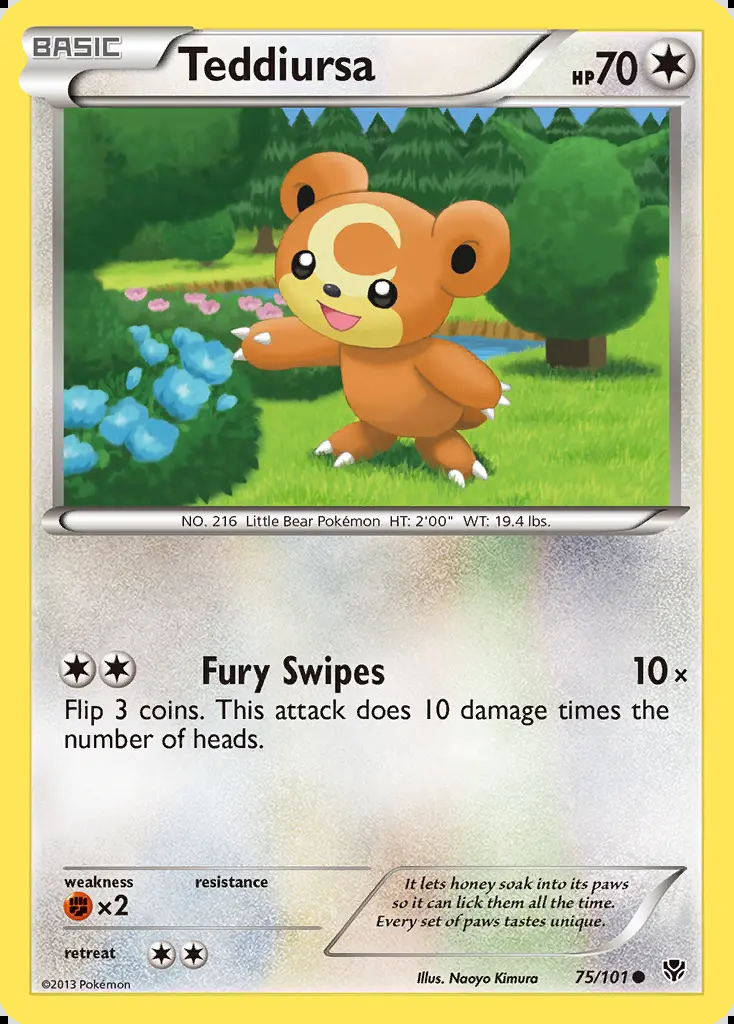 BASIC
Teddiursa
HP70
NO. 216 Little Bear Pokémon HT: 2'00" WT: 19.4 lbs.
Fury Swipes 10×
Flip 3 coins. This attack does 10 damage times the
number of heads.
weakness resistance
×2
It lets honey soak into its paws
so it can lick them all the time.
Every set of paws tastes unique.
retreat
©2013 Pokémon
Illus. Naoyo Kimura
75/101